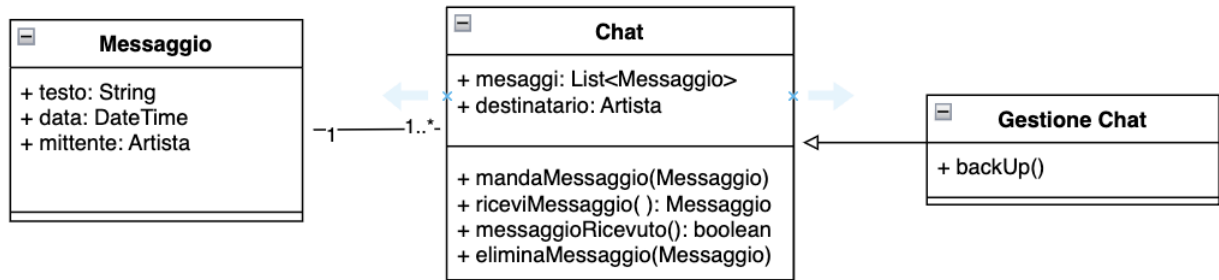 Messaggio
+ testo: String
+ data: DateTime
+ mittente: Artista
1
1..*
Chat
+ mesaggi: List<Messaggio>
+ destinatario: Artista
+ mandaMessaggio(Messaggio)
+ riceviMessaggio( ): Messaggio
+ messaggioRicevuto(): boolean
+ eliminaMessaggio(Messaggio)
Gestione Chat
+ backUp()